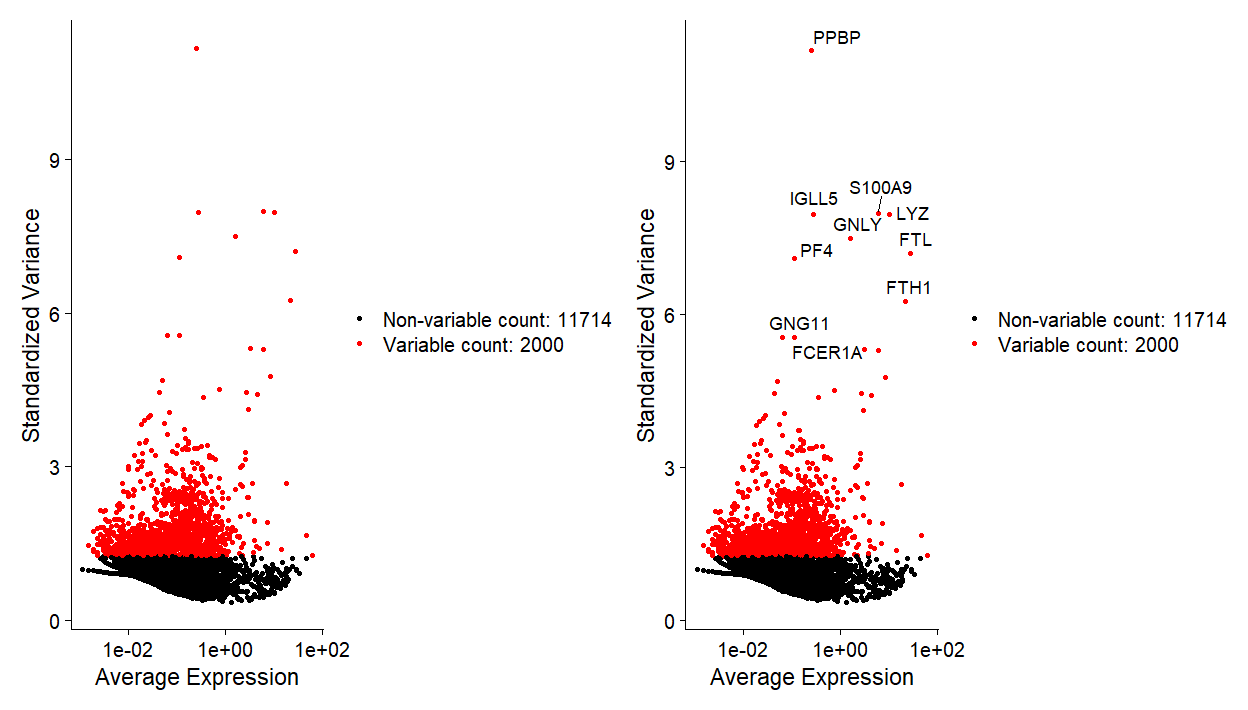 Standardized Variance
9
6
3
0
1e-02 1e+00 1e+02
Average Expression
Non-variable count: 11714
Variable count: 2000
Standardized Variance
9
6
3
0
PPBP
S100A9
IGLL5
LYZ
GNLY
FTL
PF4
FTH1
GNG11
FCER1A
1e-02 1e+00 1e+02
Average Expression
Non-variable count: 11714
Variable count: 2000